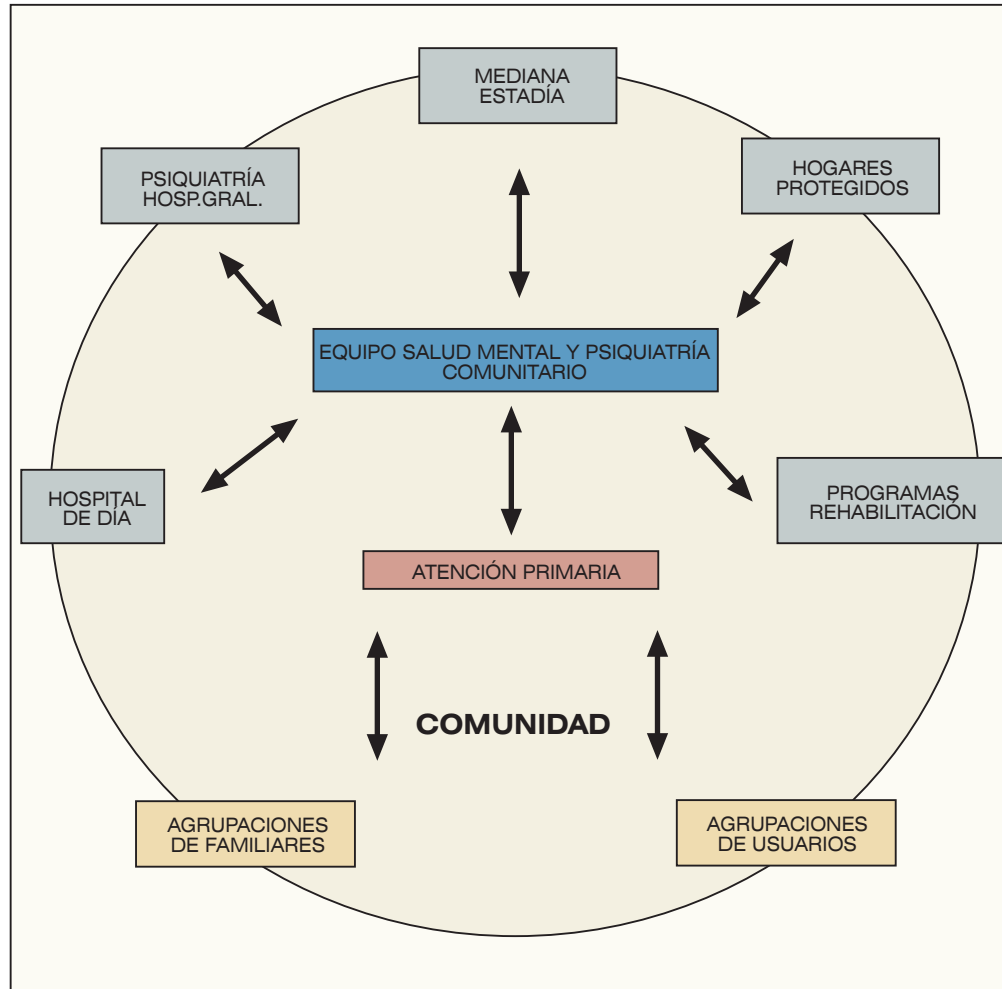 MEDIANA
ESTADÍA
PSIQUIATRÍA
HOSP.GRAL.
HOGARES
PROTEGIDOS
EQUIPO SALUD MENTAL Y PSIQUIATRÍA
COMUNITARIO
HOSPITAL
DE DÍA
PROGRAMAS
REHABILITACIÓN
ATENCIÓN PRIMARIA
COMUNIDAD
AGRUPACIONES
DE FAMILIARES
AGRUPACIONES
DE USUARIOS